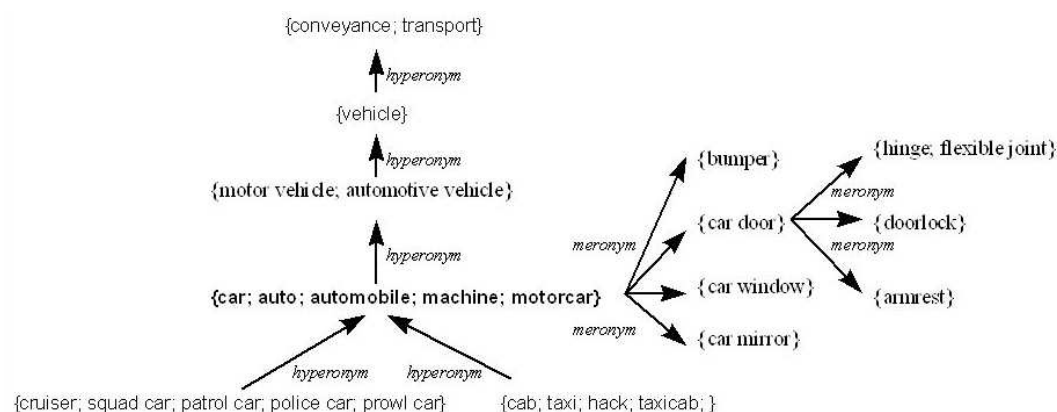 {conveyance; transport}
hyperonym
{vehicle}
hyperonym
{motor vehicle; automotive vehicle}
hyperonym
{car; auto; automobile; machine; motorcar}
hyperonym
hyperonym
{cruiser; squad car; patrol car; police car; prowl car}
{cab; taxi; hack; taxicab; }
meronym
meronym
{bumper}
{car door}
{car window}
{car mirror}
meronym
meronym
{hinge; flexible joint}
{doorlock}
{armrest}